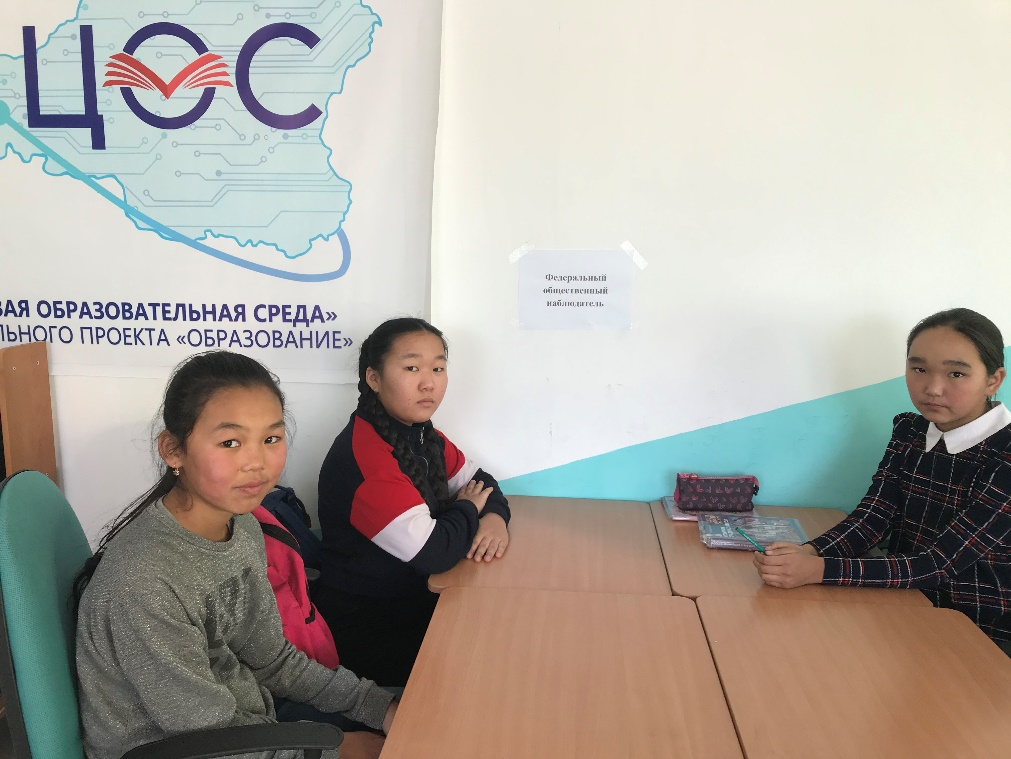 ЦОС
ВАЯ ОБРАЗОВАТЕЛЬНАЯ СРЕДА»
ЛЬНОГО ПРОЕКТА «ОБРАЗОВАНИЕ»
Федеральный
общественный
наблюдатель